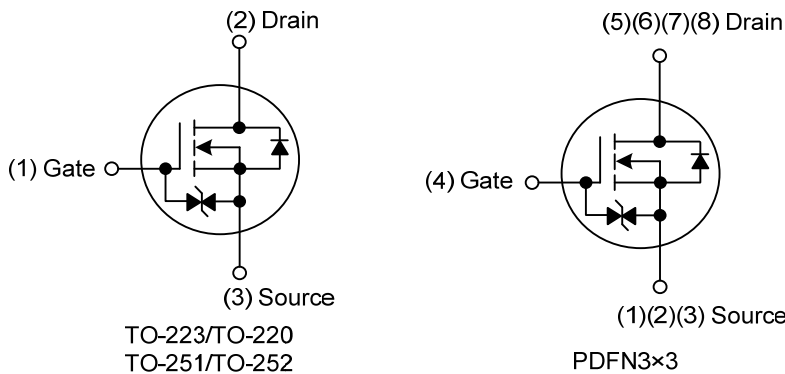 (2) Drain
(1) Gate
(3) Source
TO-223/TO-220
TO-251/TO-252
(5)(6)(7)(8) Drain
(4) Gate
(1)(2)(3) Source
PDFN3×3